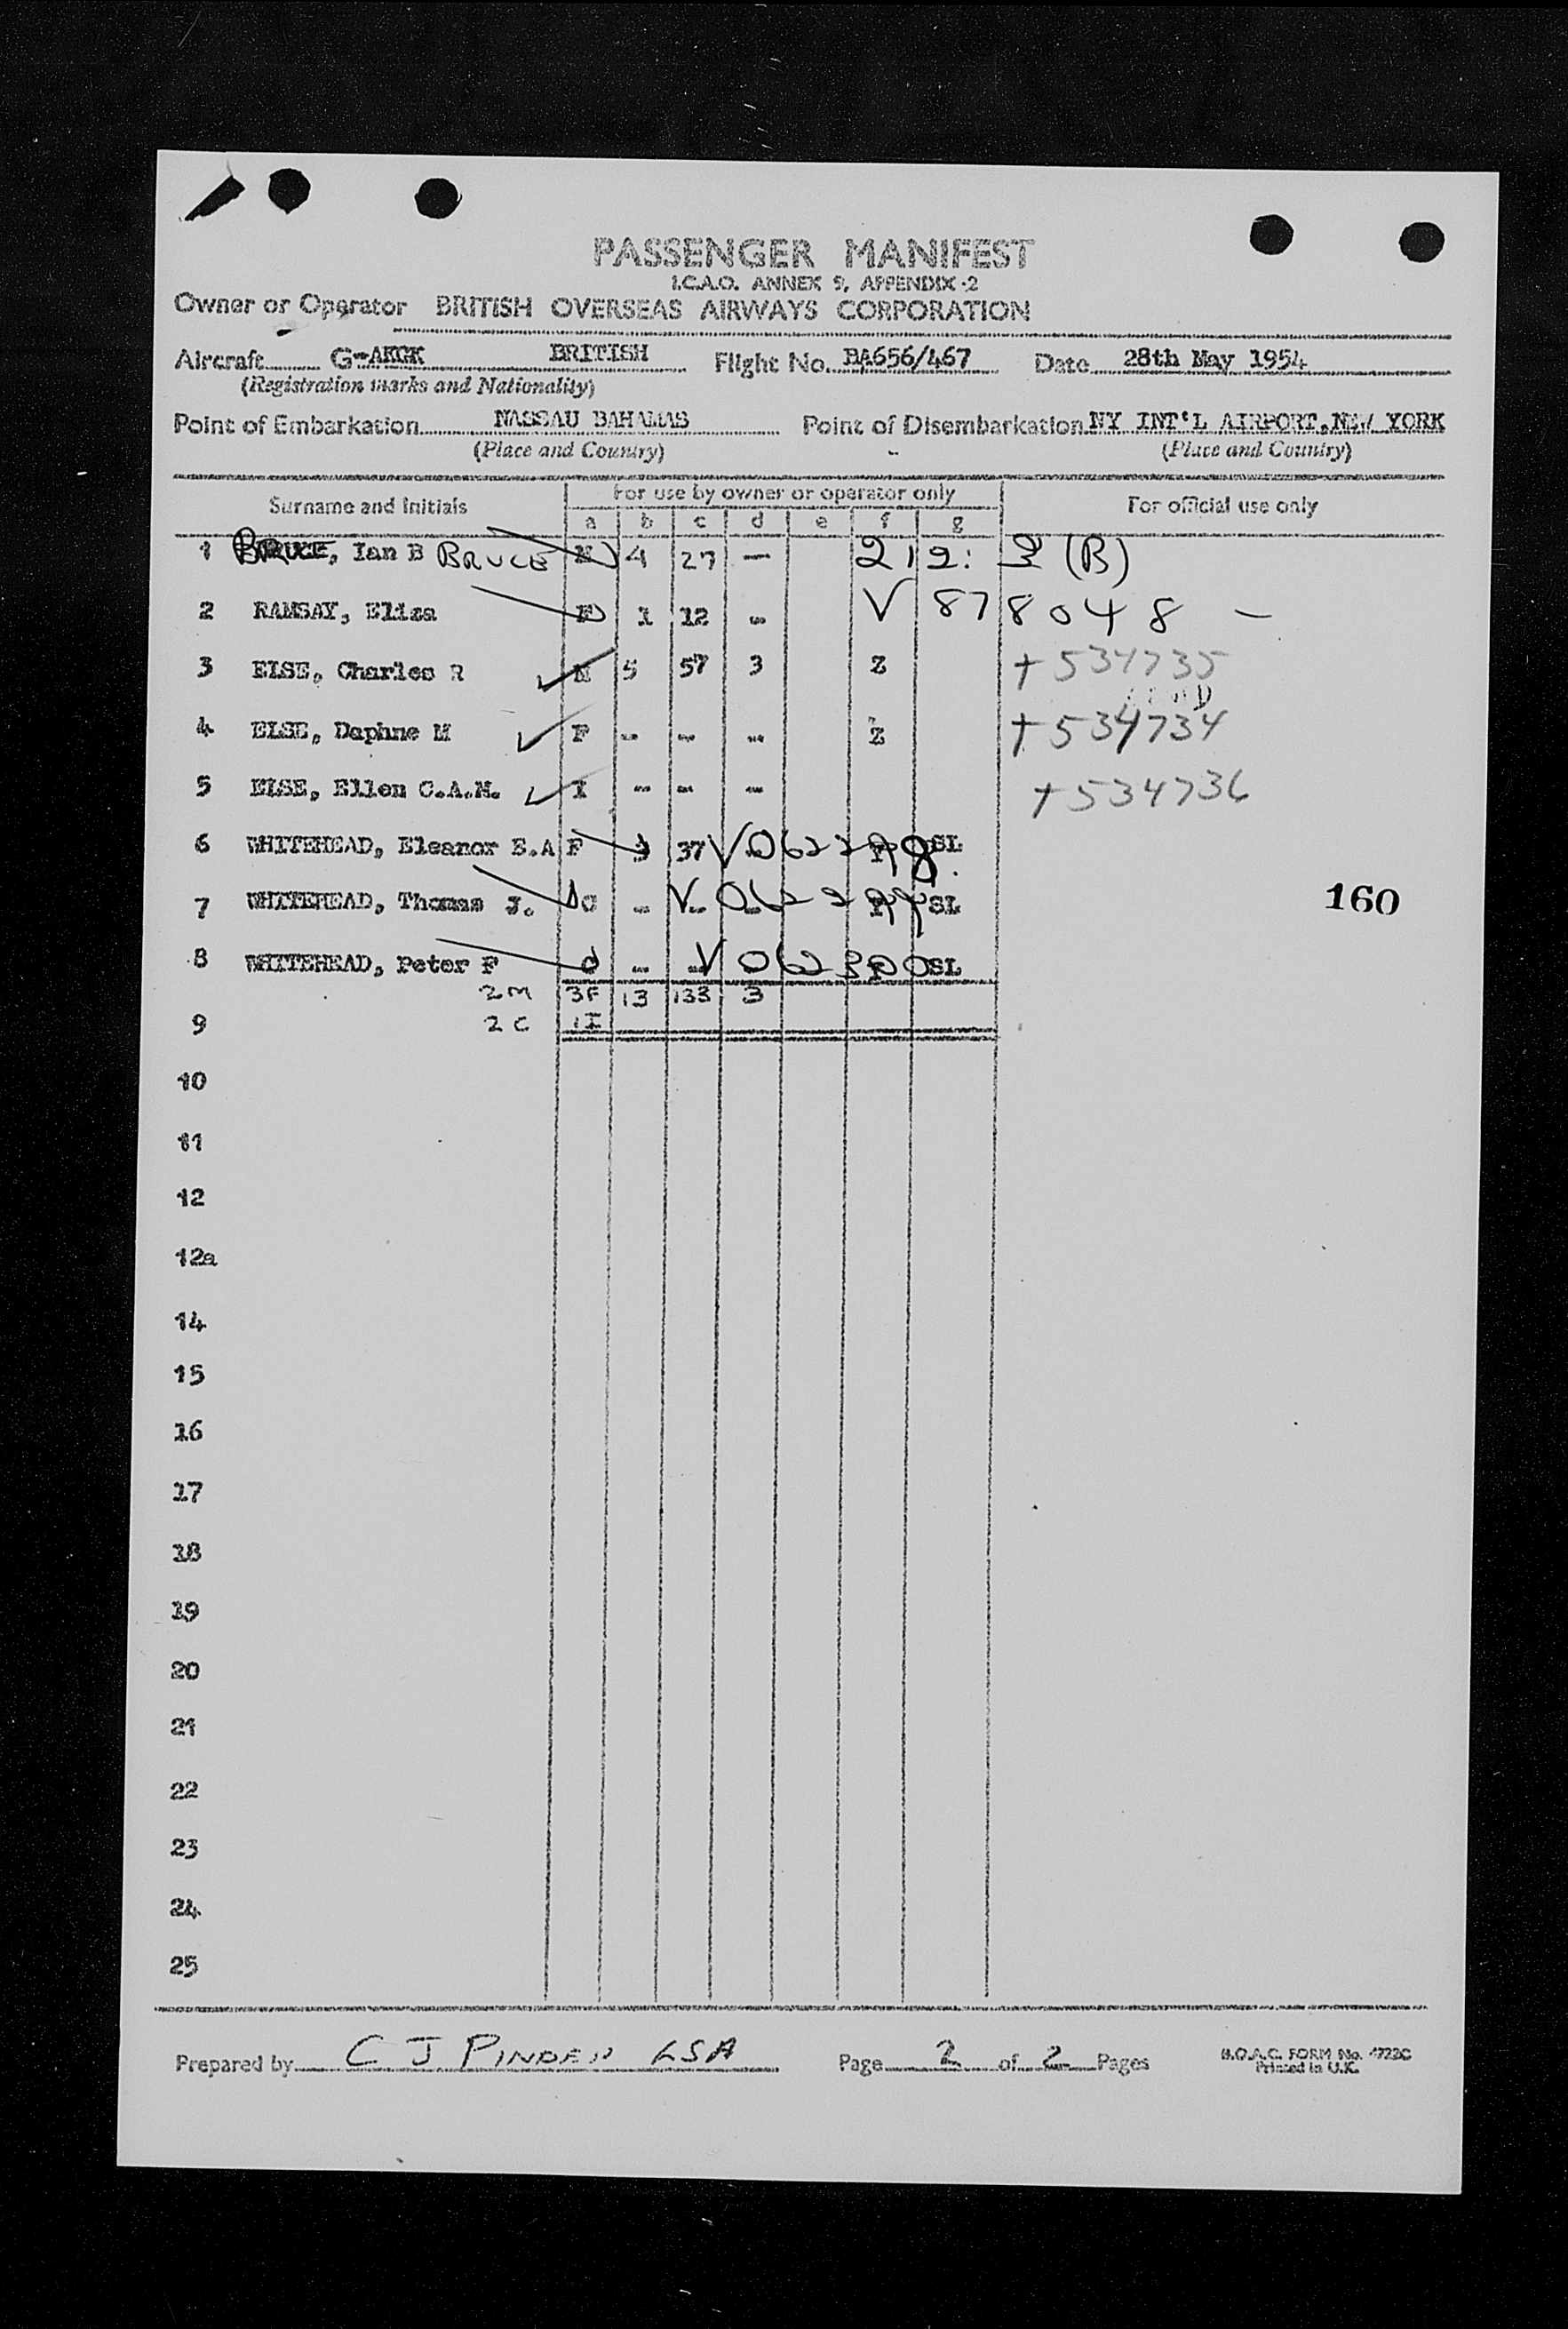 PASSENGER MANIFEST
I.C.A.O. ANNEX 9, APPENDIX 2
Owner or Operator BRITISH OVERSEAS AIRWAYS CORPORATION
Aircraft G-AKGK BRITISH Flight No. BA656/467 Date 28th May 1954
(Registration marks and Nationality)
Point of Embarkation NASSAU BAHAMAS Point of Disembarkation NY INT'L AIRPORT, NEW YORK
(Place and Country) (Place and Country)
Surname and Initials For use by owner or operator only For official use only
a b c d e f g
1 BRUCE, Ian B BRUCE M 4 27 — 212: (B)
2 RAMSAY, Eliza F 1 12 - V 878048 —
3 ELSE, Charles R ✓ M 5 57 3 Z + 534735
4 ELSE, Daphne M ✓ F - - - Z + 534734
5 ELSE, Ellen C.A.M. ✓ I - - - + 534736
6 WHITEHEAD, Eleanor E.A F 3 37 V062298 SL
7 WHITEHEAD, Thomas J. C - V062299 SL
8 WHITEHEAD, Peter F C - V062300 SL
160
2M 3F 13 133 3
9 2C 1I
10
11
12
12a
14
15
16
17
18
19
20
21
22
23
24
25
Prepared by C J PINDER LSA Page 2 of 2 Pages B.O.A.C. FORM No. 1722C
Printed in U.K.